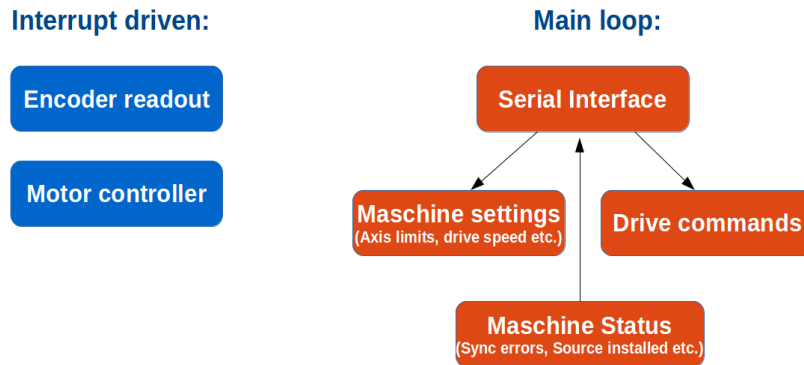 Interrupt driven:
Main loop:
Encoder readout
Serial Interface
Motor controller
Maschine settings
(Axis limits, drive speed etc.)
Drive commands
Maschine Status
(Sync errors, Source installed etc.)